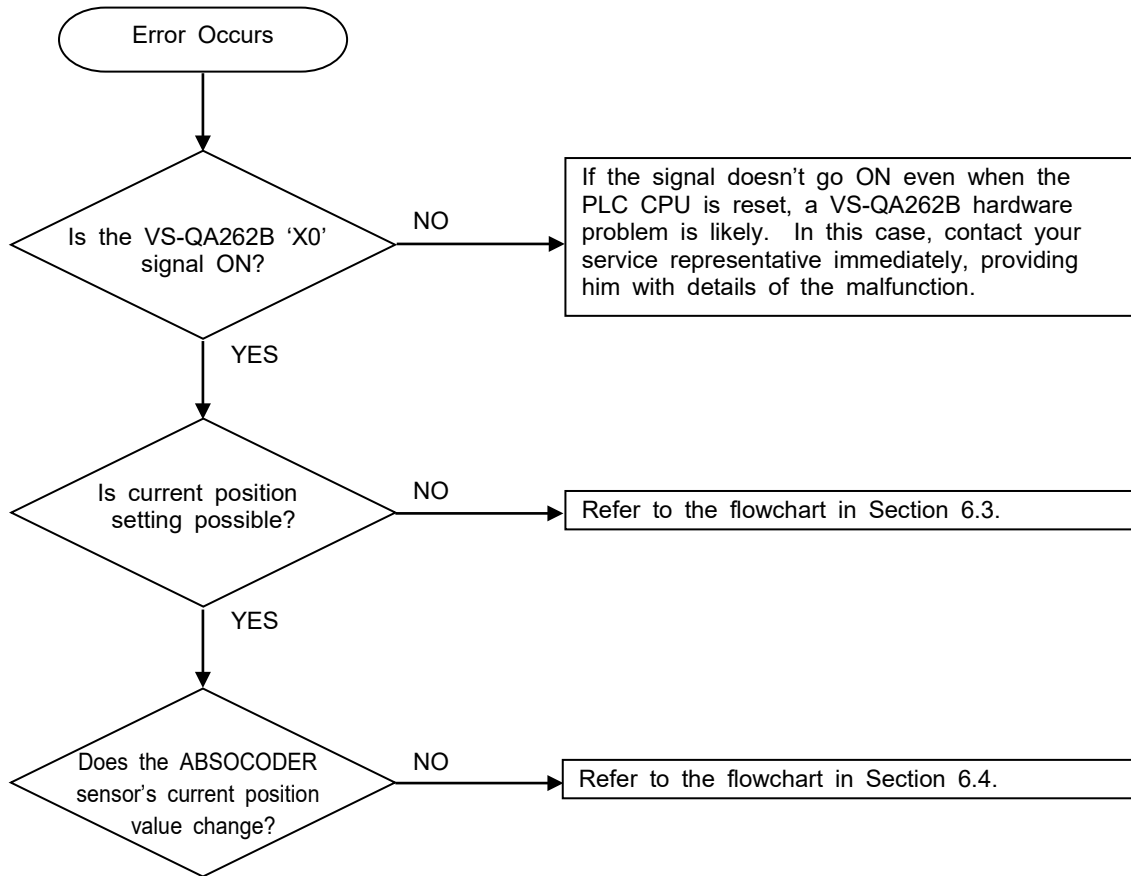 Error Occurs
Is the VS-QA262B ‘X0’
signal ON?
NO
If the signal doesn’t go ON even when the
PLC CPU is reset, a VS-QA262B hardware
problem is likely. In this case, contact your
service representative immediately, providing
him with details of the malfunction.
YES
Is current position
setting possible?
NO
Refer to the flowchart in Section 6.3.
YES
Does the ABSOCODER
sensor’s current position
value change?
NO
Refer to the flowchart in Section 6.4.